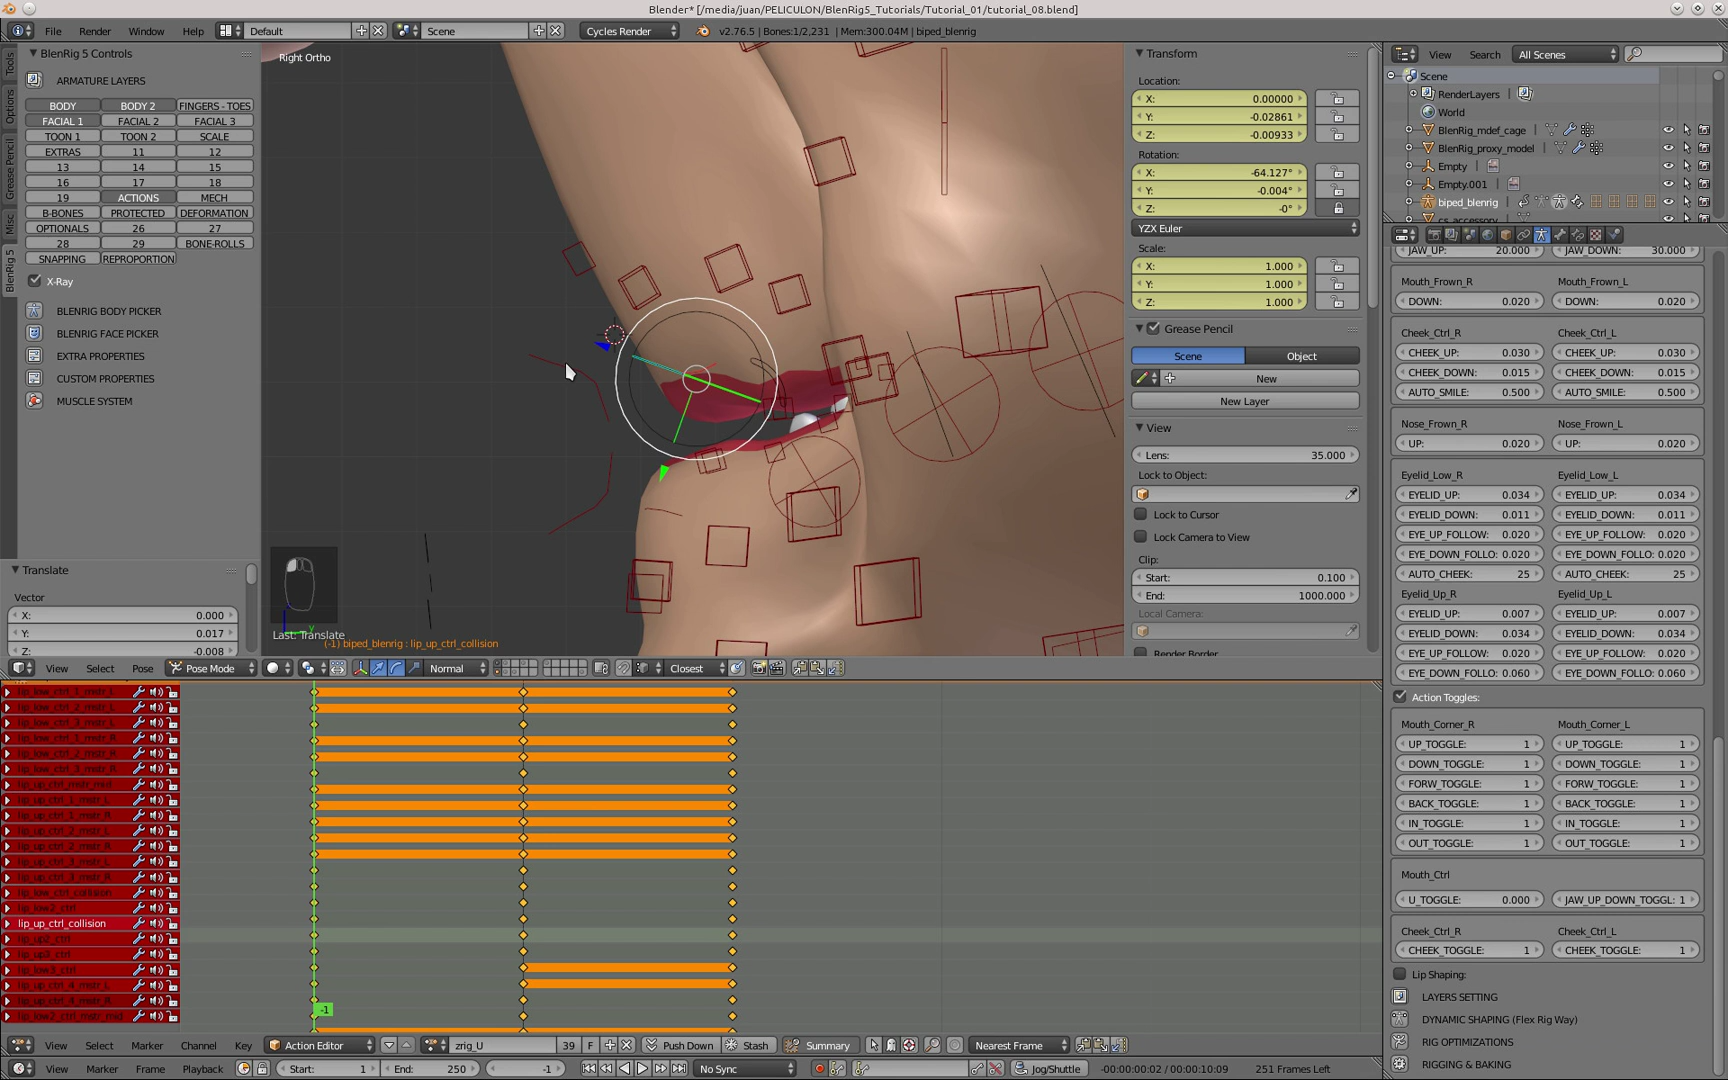 Blender* [/media/juan/PELICULON/BlenRig5_Tutorials/Tutorial_01/tutorial_08.blend]
File Render Window Help Default Scene Cycles Render v2.76.5 | Bones:1/2,231 | Mem:300.04M | biped_blenrig
Tools
Options
Grease Pencil
Misc
BlenRig 5
BlenRig 5 Controls
ARMATURE LAYERS
BODY BODY 2 FINGERS - TOES
FACIAL 1 FACIAL 2 FACIAL 3
TOON 1 TOON 2 SCALE
EXTRAS 11 12
13 14 15
16 17 18
19 ACTIONS MECH
B-BONES PROTECTED DEFORMATION
OPTIONALS 26 27
28 29 BONE-ROLLS
SNAPPING REPROPORTION
X-Ray
BLENRIG BODY PICKER
BLENRIG FACE PICKER
EXTRA PROPERTIES
CUSTOM PROPERTIES
MUSCLE SYSTEM
Translate
Vector
X: 0.000
Y: 0.017
Z: -0.008
Right Ortho
Last: Translate
(-1) biped_blenrig : lip_up_ctrl_collision
View Select Pose Pose Mode Normal Closest
Transform
Location:
X: 0.00000
Y: -0.02861
Z: -0.00933
Rotation:
X: -64.127°
Y: -0.004°
Z: -0°
YZX Euler
Scale:
X: 1.000
Y: 1.000
Z: 1.000
Grease Pencil
Scene Object
New
New Layer
View
Lens: 35.000
Lock to Object:
Lock to Cursor
Lock Camera to View
Clip:
Start: 0.100
End: 1000.000
Local Camera:
Render Border
View Search All Scenes
Scene
RenderLayers
World
BlenRig_mdef_cage
BlenRig_proxy_model
Empty
Empty.001
biped_blenrig
cs_accessory
JAW_UP: 20.000 JAW_DOWN: 30.000
Mouth_Frown_R Mouth_Frown_L
DOWN: 0.020 DOWN: 0.020
Cheek_Ctrl_R Cheek_Ctrl_L
CHEEK_UP: 0.030 CHEEK_UP: 0.030
CHEEK_DOWN: 0.015 CHEEK_DOWN: 0.015
AUTO_SMILE: 0.500 AUTO_SMILE: 0.500
Nose_Frown_R Nose_Frown_L
UP: 0.020 UP: 0.020
Eyelid_Low_R Eyelid_Low_L
EYELID_UP: 0.034 EYELID_UP: 0.034
EYELID_DOWN: 0.011 EYELID_DOWN: 0.011
EYE_UP_FOLLOW: 0.020 EYE_UP_FOLLOW: 0.020
EYE_DOWN_FOLLO: 0.020 EYE_DOWN_FOLLO: 0.020
AUTO_CHEEK: 25 AUTO_CHEEK: 25
Eyelid_Up_R Eyelid_Up_L
EYELID_UP: 0.007 EYELID_UP: 0.007
EYELID_DOWN: 0.034 EYELID_DOWN: 0.034
EYE_UP_FOLLOW: 0.020 EYE_UP_FOLLOW: 0.020
EYE_DOWN_FOLLO: 0.060 EYE_DOWN_FOLLO: 0.060
Action Toggles:
Mouth_Corner_R Mouth_Corner_L
UP_TOGGLE: 1 UP_TOGGLE: 1
DOWN_TOGGLE: 1 DOWN_TOGGLE: 1
FORW_TOGGLE: 1 FORW_TOGGLE: 1
BACK_TOGGLE: 1 BACK_TOGGLE: 1
IN_TOGGLE: 1 IN_TOGGLE: 1
OUT_TOGGLE: 1 OUT_TOGGLE: 1
Mouth_Ctrl
U_TOGGLE: 0.000 JAW_UP_DOWN_TOGGL: 1
Cheek_Ctrl_R Cheek_Ctrl_L
CHEEK_TOGGLE: 1 CHEEK_TOGGLE: 1
Lip Shaping:
LAYERS SETTING
DYNAMIC SHAPING (Flex Rig Way)
RIG OPTIMIZATIONS
RIGGING & BAKING
lip_low_ctrl_1_mstr_L
lip_low_ctrl_2_mstr_L
lip_low_ctrl_3_mstr_L
lip_low_ctrl_1_mstr_R
lip_low_ctrl_2_mstr_R
lip_low_ctrl_3_mstr_R
lip_up_ctrl_mstr_mid
lip_up_ctrl_1_mstr_L
lip_up_ctrl_1_mstr_R
lip_up_ctrl_2_mstr_L
lip_up_ctrl_2_mstr_R
lip_up_ctrl_3_mstr_L
lip_up_ctrl_3_mstr_R
lip_low_ctrl_collision
lip_low2_ctrl
lip_up_ctrl_collision
lip_up2_ctrl
lip_up3_ctrl
lip_low3_ctrl
lip_up_ctrl_4_mstr_L
lip_up_ctrl_4_mstr_R
lip_low2_ctrl_mstr_mid
-1
View Select Marker Channel Key Action Editor zrig_U 39 F Push Down Stash Summary Nearest Frame
View Marker Frame Playback Start: 1 End: 250 -1 No Sync Jog/Shuttle -00:00:00:02 / 00:00:10:09 251 Frames Left